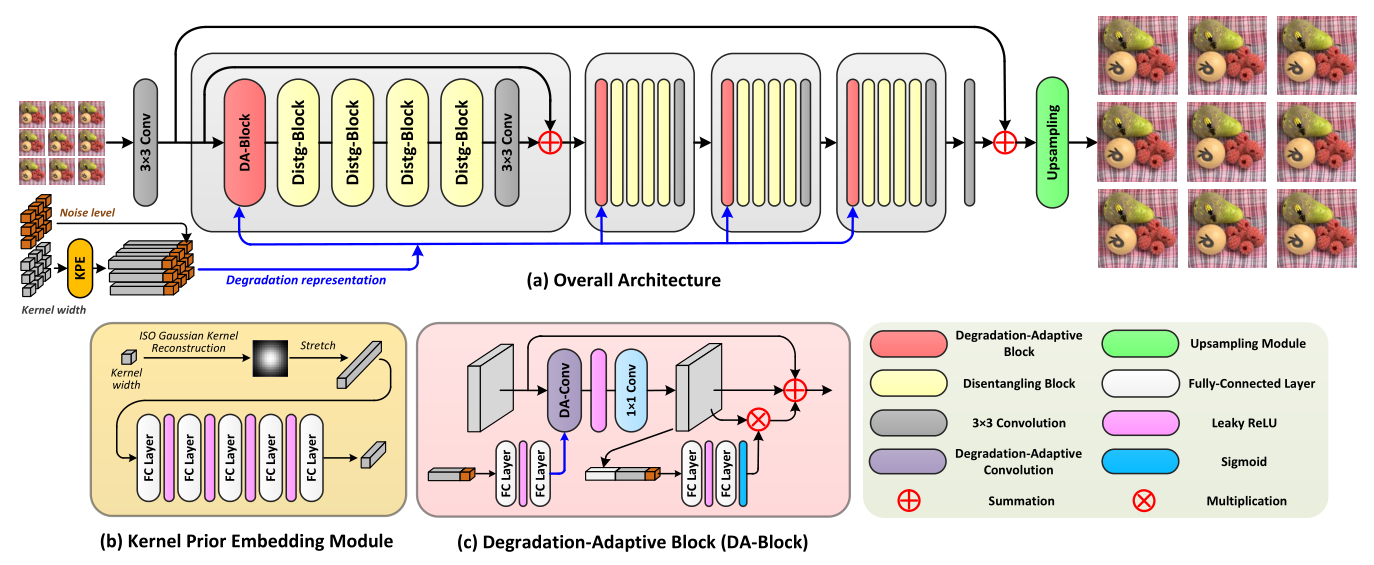 3×3 Conv
DA-Block
Distg-Block
Distg-Block
Distg-Block
Distg-Block
3×3 Conv
Upsampling
Noise level
KPE
Kernel width
Degradation representation
(a) Overall Architecture
ISO Gaussian Kernel
Reconstruction
Stretch
Kernel
width
FC Layer
FC Layer
FC Layer
FC Layer
FC Layer
(b) Kernel Prior Embedding Module
DA-Conv
1×1 Conv
FC Layer
FC Layer
FC Layer
FC Layer
(c) Degradation-Adaptive Block (DA-Block)
Degradation-Adaptive
Block
Upsampling Module
Disentangling Block
Fully-Connected Layer
3×3 Convolution
Leaky ReLU
Degradation-Adaptive
Convolution
Sigmoid
Summation
Multiplication